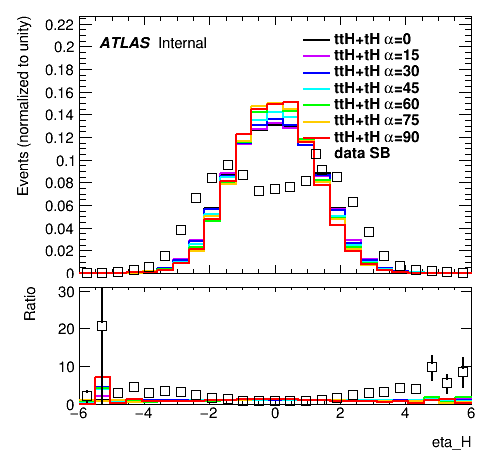 Events (normalized to unity)
0.22
0.2
0.18
0.16
0.14
0.12
0.1
0.08
0.06
0.04
0.02
0
ATLAS Internal
ttH+tH α=0
ttH+tH α=15
ttH+tH α=30
ttH+tH α=45
ttH+tH α=60
ttH+tH α=75
ttH+tH α=90
data SB
Ratio
30
20
10
0
−6 −4 −2 0 2 4 6
eta_H